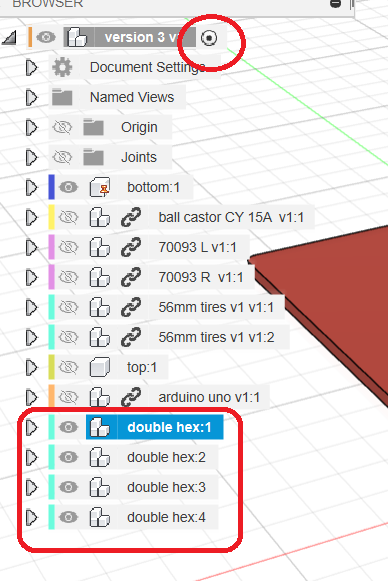 BROWSER
version 3 v
Document Settings
Named Views
Origin
Joints
bottom:1
ball castor CY 15A v1:1
70093 L v1:1
70093 R v1:1
56mm tires v1 v1:1
56mm tires v1 v1:2
top:1
arduino uno v1:1
double hex:1
double hex:2
double hex:3
double hex:4